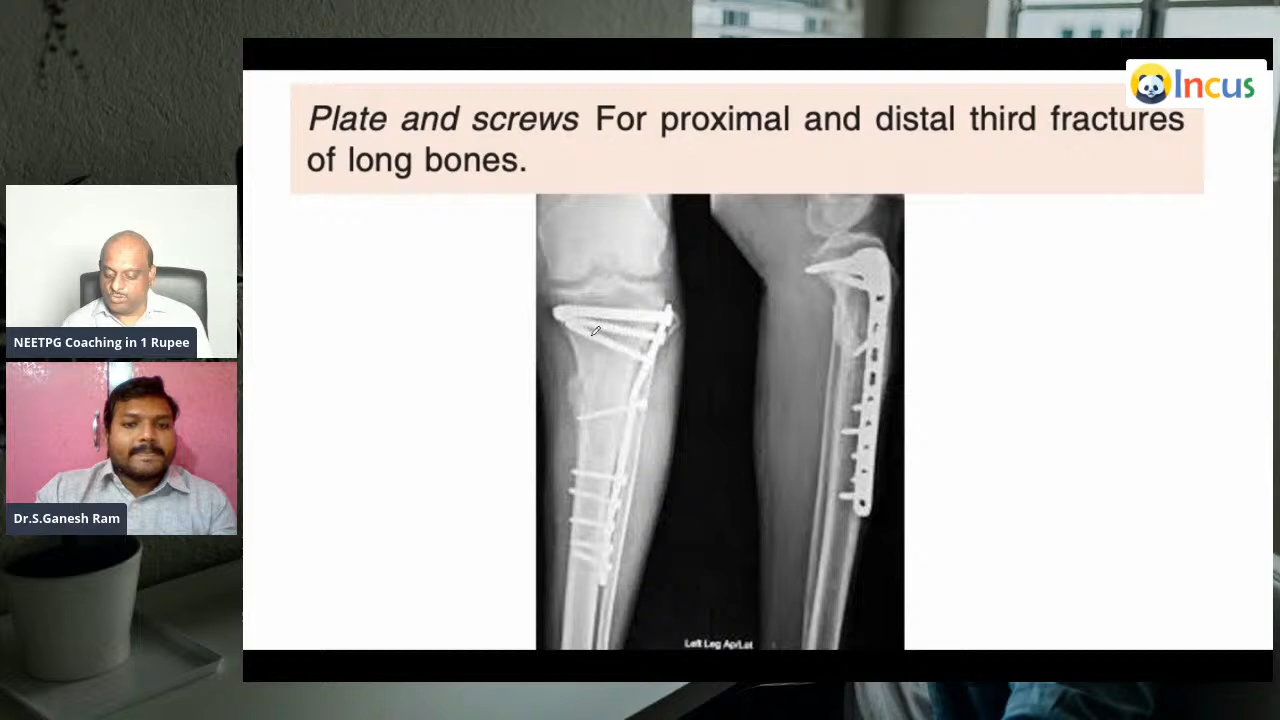 Incus
Plate and screws For proximal and distal third fractures
of long bones.
NEETPG Coaching in 1 Rupee
Dr.S.Ganesh Ram
Left Leg Ap/Lat